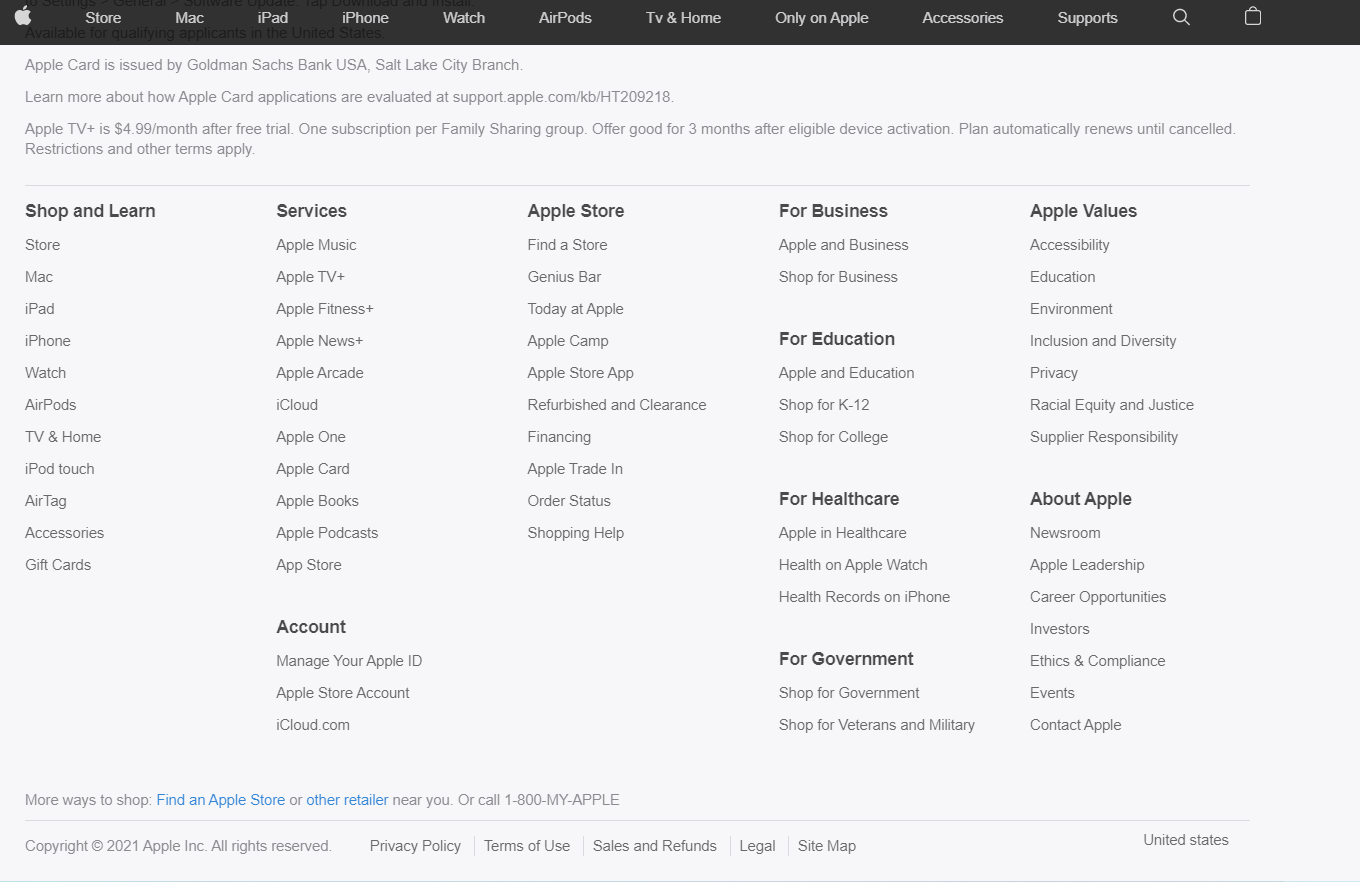 to Settings > General > Software Update. Tap Download and Install.
Store Mac iPad iPhone Watch AirPods Tv & Home Only on Apple Accessories Supports
Available for qualifying applicants in the United States.
Apple Card is issued by Goldman Sachs Bank USA, Salt Lake City Branch.
Learn more about how Apple Card applications are evaluated at support.apple.com/kb/HT209218.
Apple TV+ is $4.99/month after free trial. One subscription per Family Sharing group. Offer good for 3 months after eligible device activation. Plan automatically renews until cancelled.
Restrictions and other terms apply.
Shop and Learn
Store
Mac
iPad
iPhone
Watch
AirPods
TV & Home
iPod touch
AirTag
Accessories
Gift Cards
Services
Apple Music
Apple TV+
Apple Fitness+
Apple News+
Apple Arcade
iCloud
Apple One
Apple Card
Apple Books
Apple Podcasts
App Store
Account
Manage Your Apple ID
Apple Store Account
iCloud.com
Apple Store
Find a Store
Genius Bar
Today at Apple
Apple Camp
Apple Store App
Refurbished and Clearance
Financing
Apple Trade In
Order Status
Shopping Help
For Business
Apple and Business
Shop for Business
For Education
Apple and Education
Shop for K-12
Shop for College
For Healthcare
Apple in Healthcare
Health on Apple Watch
Health Records on iPhone
For Government
Shop for Government
Shop for Veterans and Military
Apple Values
Accessibility
Education
Environment
Inclusion and Diversity
Privacy
Racial Equity and Justice
Supplier Responsibility
About Apple
Newsroom
Apple Leadership
Career Opportunities
Investors
Ethics & Compliance
Events
Contact Apple
More ways to shop: Find an Apple Store or other retailer near you. Or call 1-800-MY-APPLE
Copyright © 2021 Apple Inc. All rights reserved. Privacy Policy Terms of Use Sales and Refunds Legal Site Map United states